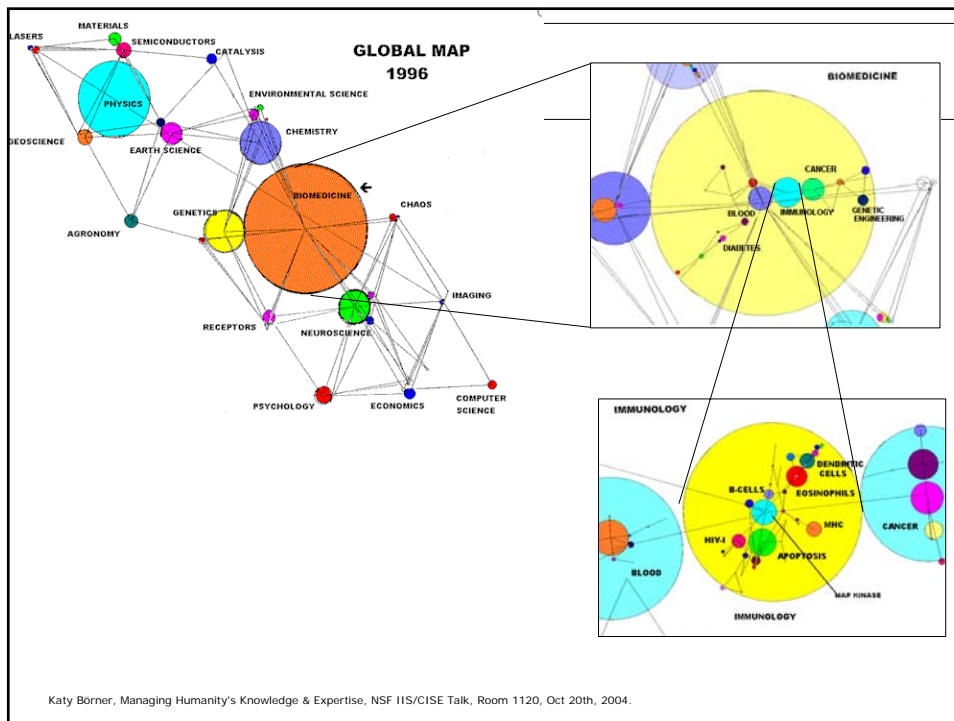 MATERIALS
LASERS
SEMICONDUCTORS
CATALYSIS
GLOBAL MAP
1996
PHYSICS
ENVIRONMENTAL SCIENCE
CHEMISTRY
GEOSCIENCE
EARTH SCIENCE
BIOMEDICINE
GENETICS
CHAOS
AGRONOMY
IMAGING
RECEPTORS
NEUROSCIENCE
PSYCHOLOGY
ECONOMICS
COMPUTER
SCIENCE
BIOMEDICINE
CANCER
BLOOD
IMMUNOLOGY
GENETIC
ENGINEERING
DIABETES
IMMUNOLOGY
DENDRITIC
CELLS
B-CELLS
EOSINOPHILS
MHC
CANCER
HIV-I
APOPTOSIS
BLOOD
MAP KINASE
IMMUNOLOGY
Katy Börner, Managing Humanity's Knowledge & Expertise, NSF IIS/CISE Talk, Room 1120, Oct 20th, 2004.